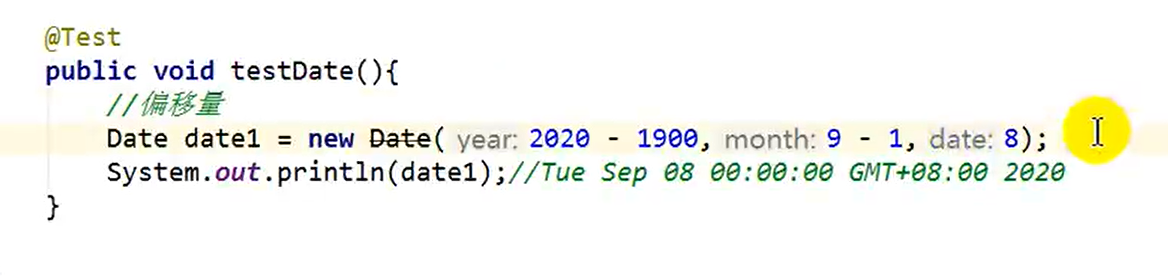 @Test
public void testDate(){
//偏移量
Date date1 = new Date( year: 2020 - 1900, month: 9 - 1, date: 8);
System.out.println(date1);//Tue Sep 08 00:00:00 GMT+08:00 2020
}